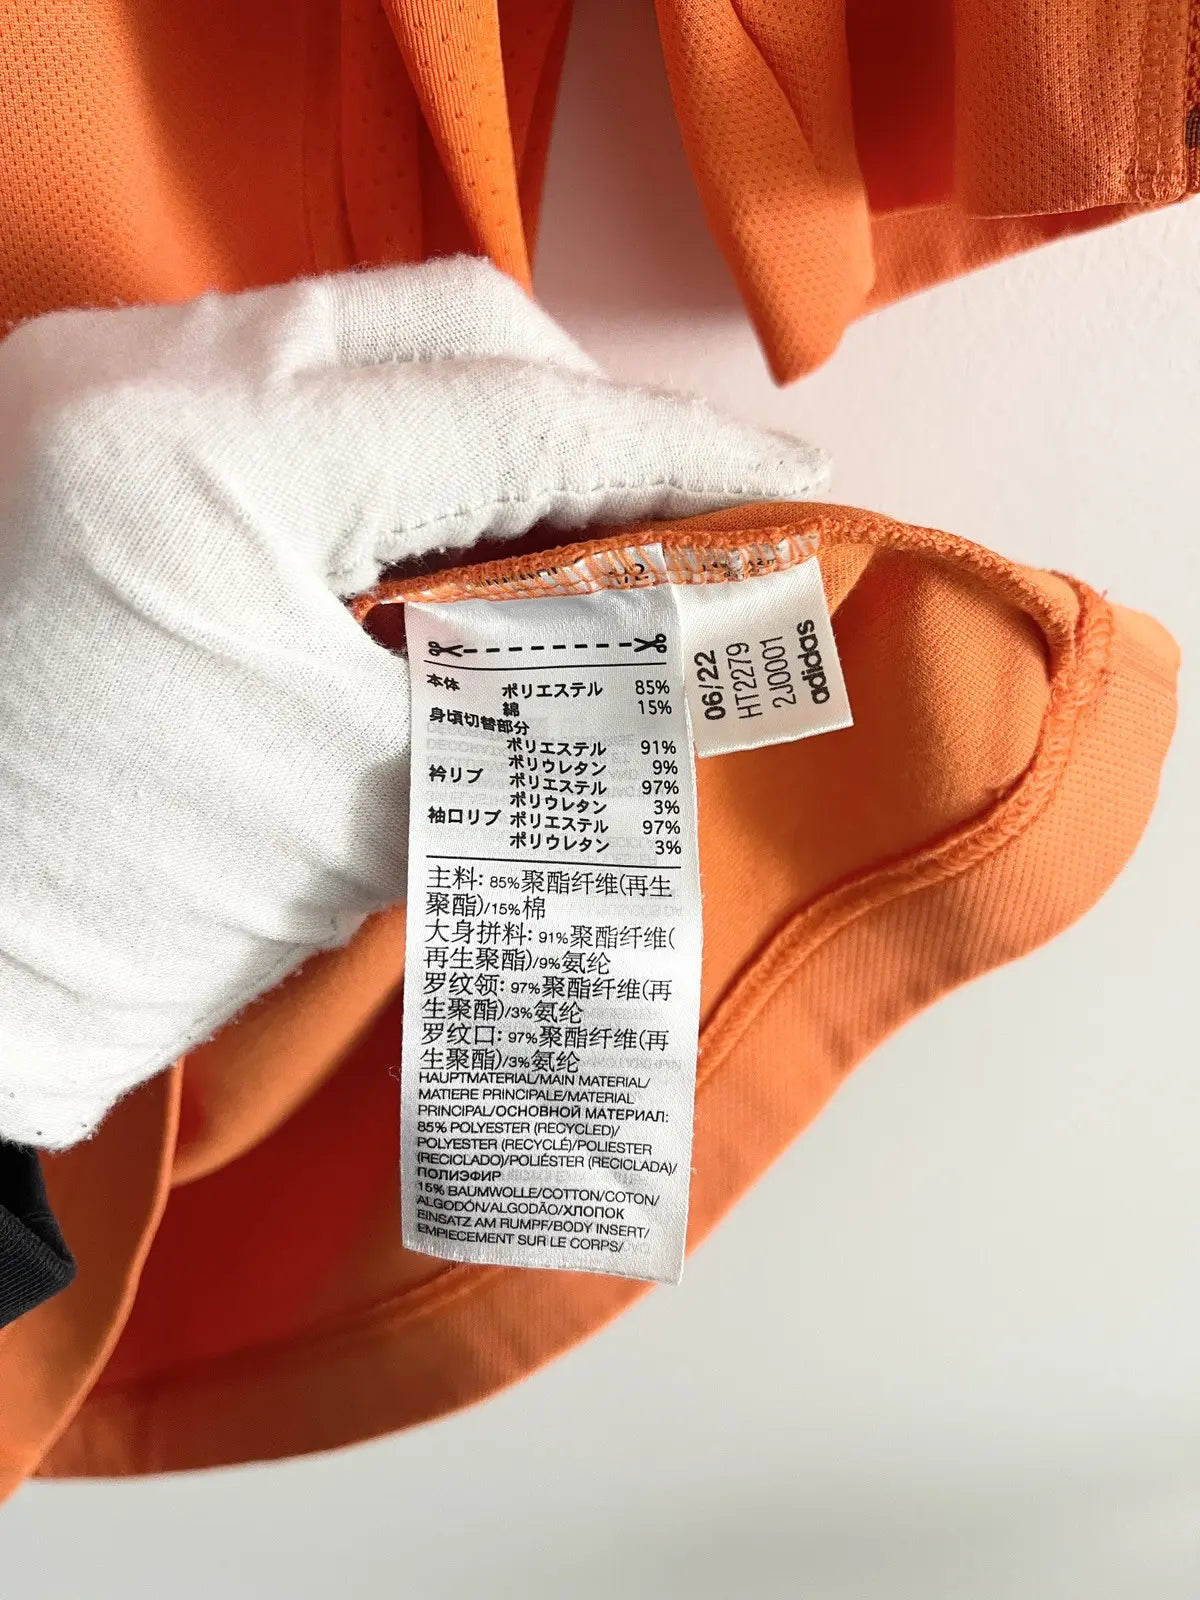 本体 ポリエステル 85%
綿 15%
身頃切替部分
ポリエステル 91%
ポリウレタン 9%
衿リブ ポリエステル 97%
ポリウレタン 3%
袖口リブ ポリエステル 97%
ポリウレタン 3%
主料: 85%聚酯纤维(再生
聚酯)/15%棉
大身拼料: 91%聚酯纤维(
再生聚酯)/9%氨纶
罗纹领: 97%聚酯纤维(再
生聚酯)/3%氨纶
罗纹口: 97%聚酯纤维(再
生聚酯)/3%氨纶
HAUPTMATERIAL/MAIN MATERIAL/
MATIERE PRINCIPALE/MATERIAL
PRINCIPAL/ОСНОВНОЙ МАТЕРИАЛ:
85% POLYESTER (RECYCLED)/
POLYESTER (RECYCLÉ)/POLIESTER
(RECICLADO)/POLIÉSTER (RECICLADA)/
ПОЛИЭФИР
15% BAUMWOLLE/COTTON/COTON/
ALGODÓN/ALGODÃO/ХЛОПОК
EINSATZ AM RUMPF/BODY INSERT/
EMPIECEMENT SUR LE CORPS/
06/22
HT2279
2J0001
adidas